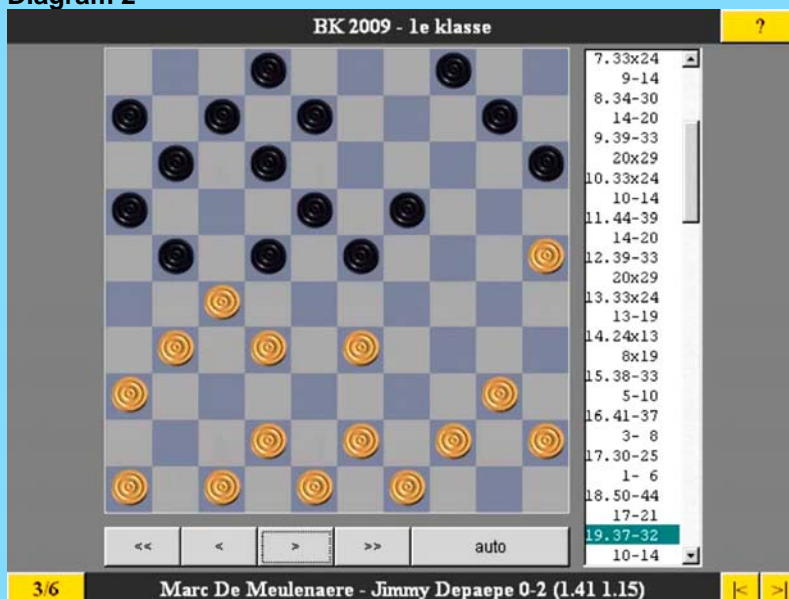 Diagram 2
BK 2009 - 1e klasse
?
7.33x24
9-14
8.34-30
14-20
9.39-33
20x29
10.33x24
10-14
11.44-39
14-20
12.39-33
20x29
13.33x24
13-19
14.24x13
8x19
15.38-33
5-10
16.41-37
3- 8
17.30-25
1- 6
18.50-44
17-21
19.37-32
10-14
<< < > >> auto
3/6 Marc De Meulenaere - Jimmy Depaepe 0-2 (1.41 1.15) |< >|